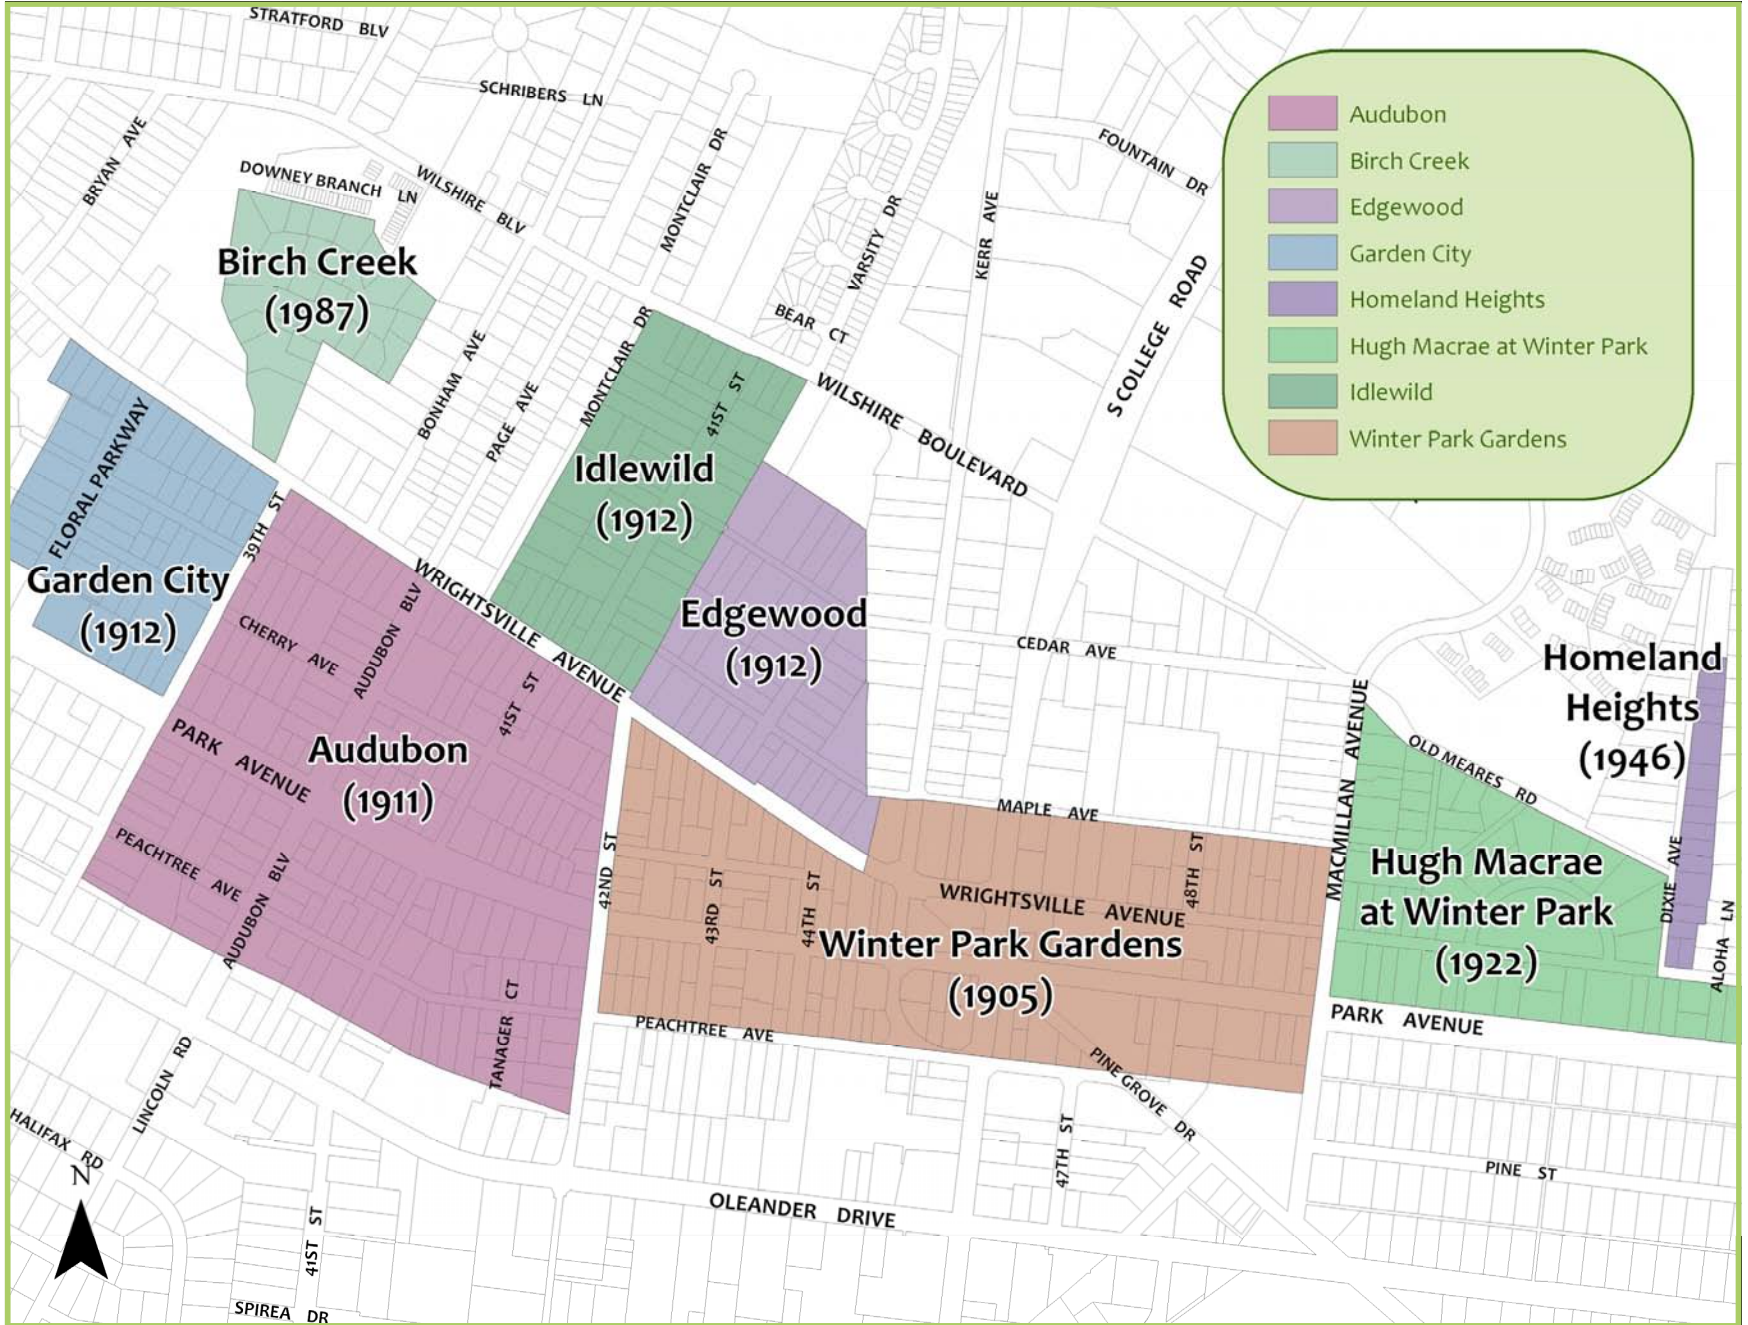 STRATFORD BLV
SCHRIBERS LN
BRYAN AVE
DOWNEY BRANCH LN
WILSHIRE BLV
MONTCLAIR DR
VARSITY DR
KERR AVE
FOUNTAIN DR
S COLLEGE ROAD
Audubon
Birch Creek
Edgewood
Garden City
Homeland Heights
Hugh Macrae at Winter Park
Idlewild
Winter Park Gardens
Birch Creek
(1987)
BEAR CT
BONHAM AVE
PAGE AVE
MONTCLAIR DR
41ST ST
WILSHIRE BOULEVARD
FLORAL PARKWAY
39TH ST
Idlewild
(1912)
Garden City
(1912)
WRIGHTSVILLE AVENUE
Edgewood
(1912)
CHERRY AVE
AUDUBON BLV
41ST ST
CEDAR AVE
Homeland
Heights
(1946)
PARK AVENUE
Audubon
(1911)
MACMILLAN AVENUE
OLD MEARES RD
MAPLE AVE
PEACHTREE AVE
AUDUBON BLV
42ND ST
43RD ST
44TH ST
48TH ST
WRIGHTSVILLE AVENUE
Winter Park Gardens
(1905)
Hugh Macrae
at Winter Park
(1922)
DIXIE AVE
ALOHA LN
TANAGER CT
PEACHTREE AVE
PARK AVENUE
PINE GROVE DR
LINCOLN RD
HALIFAX RD
47TH ST
PINE ST
N
OLEANDER DRIVE
41ST ST
SPIREA DR